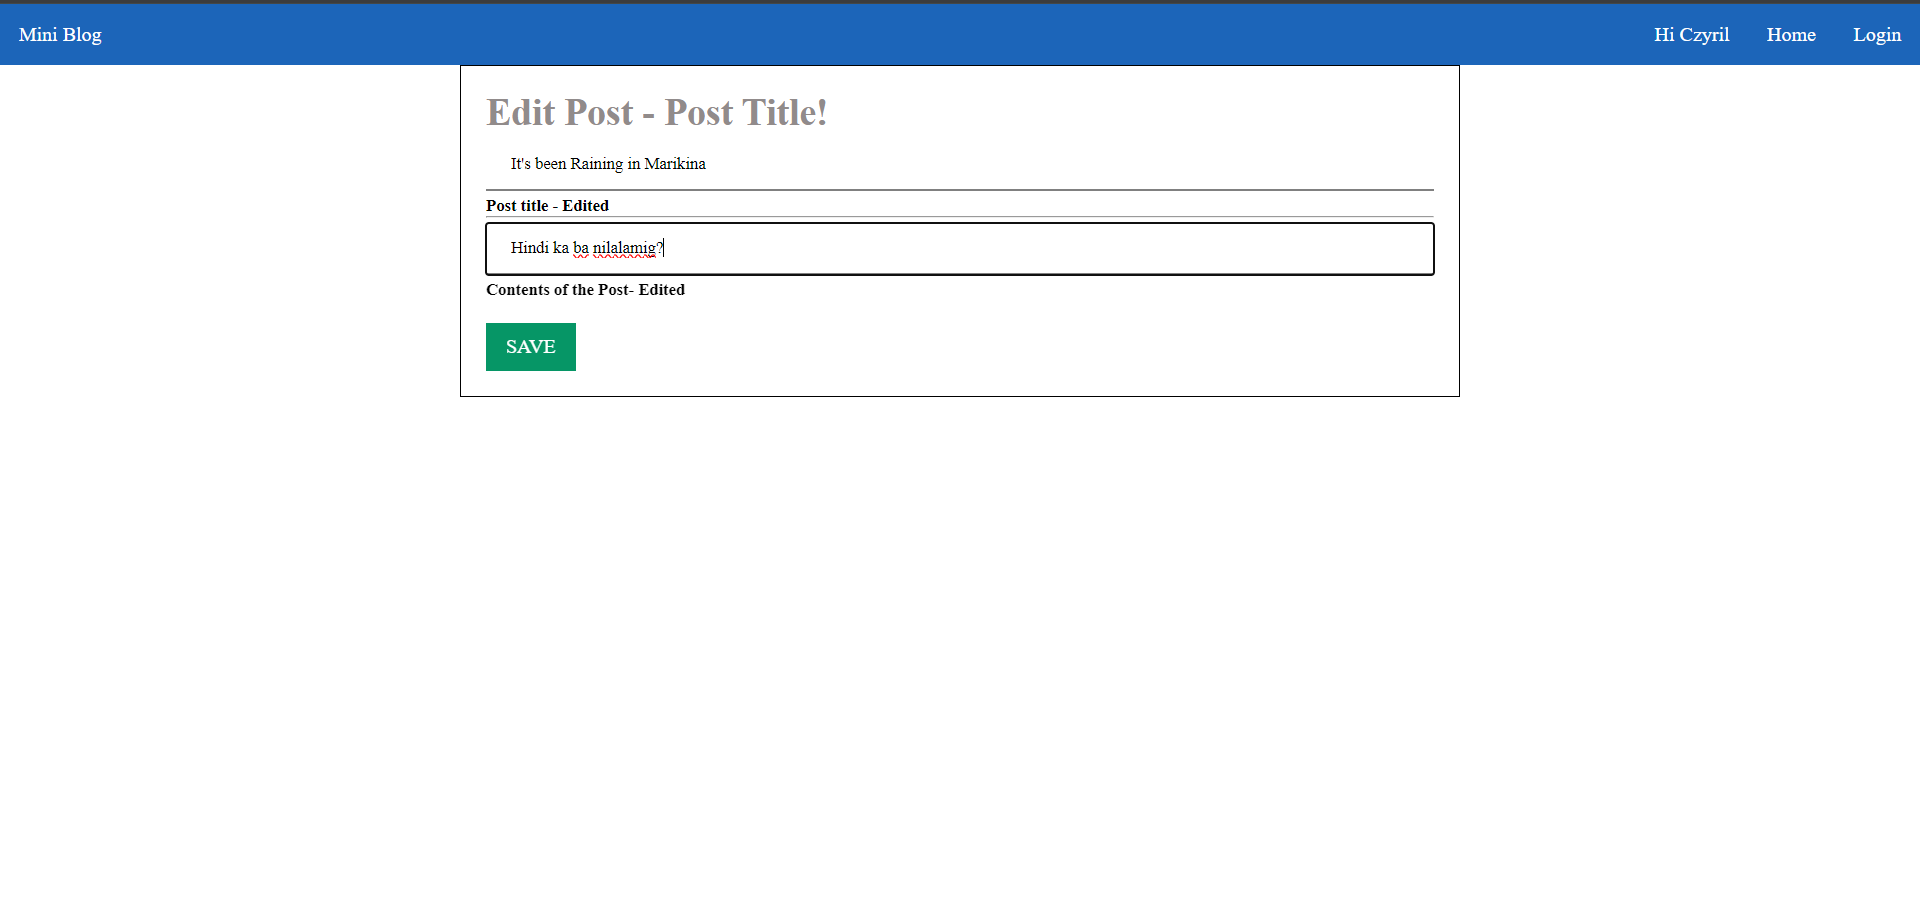 Mini Blog
Hi Czyril Home Login
Edit Post - Post Title!
It's been Raining in Marikina
Post title - Edited
Hindi ka ba nilalamig?
Contents of the Post- Edited
SAVE